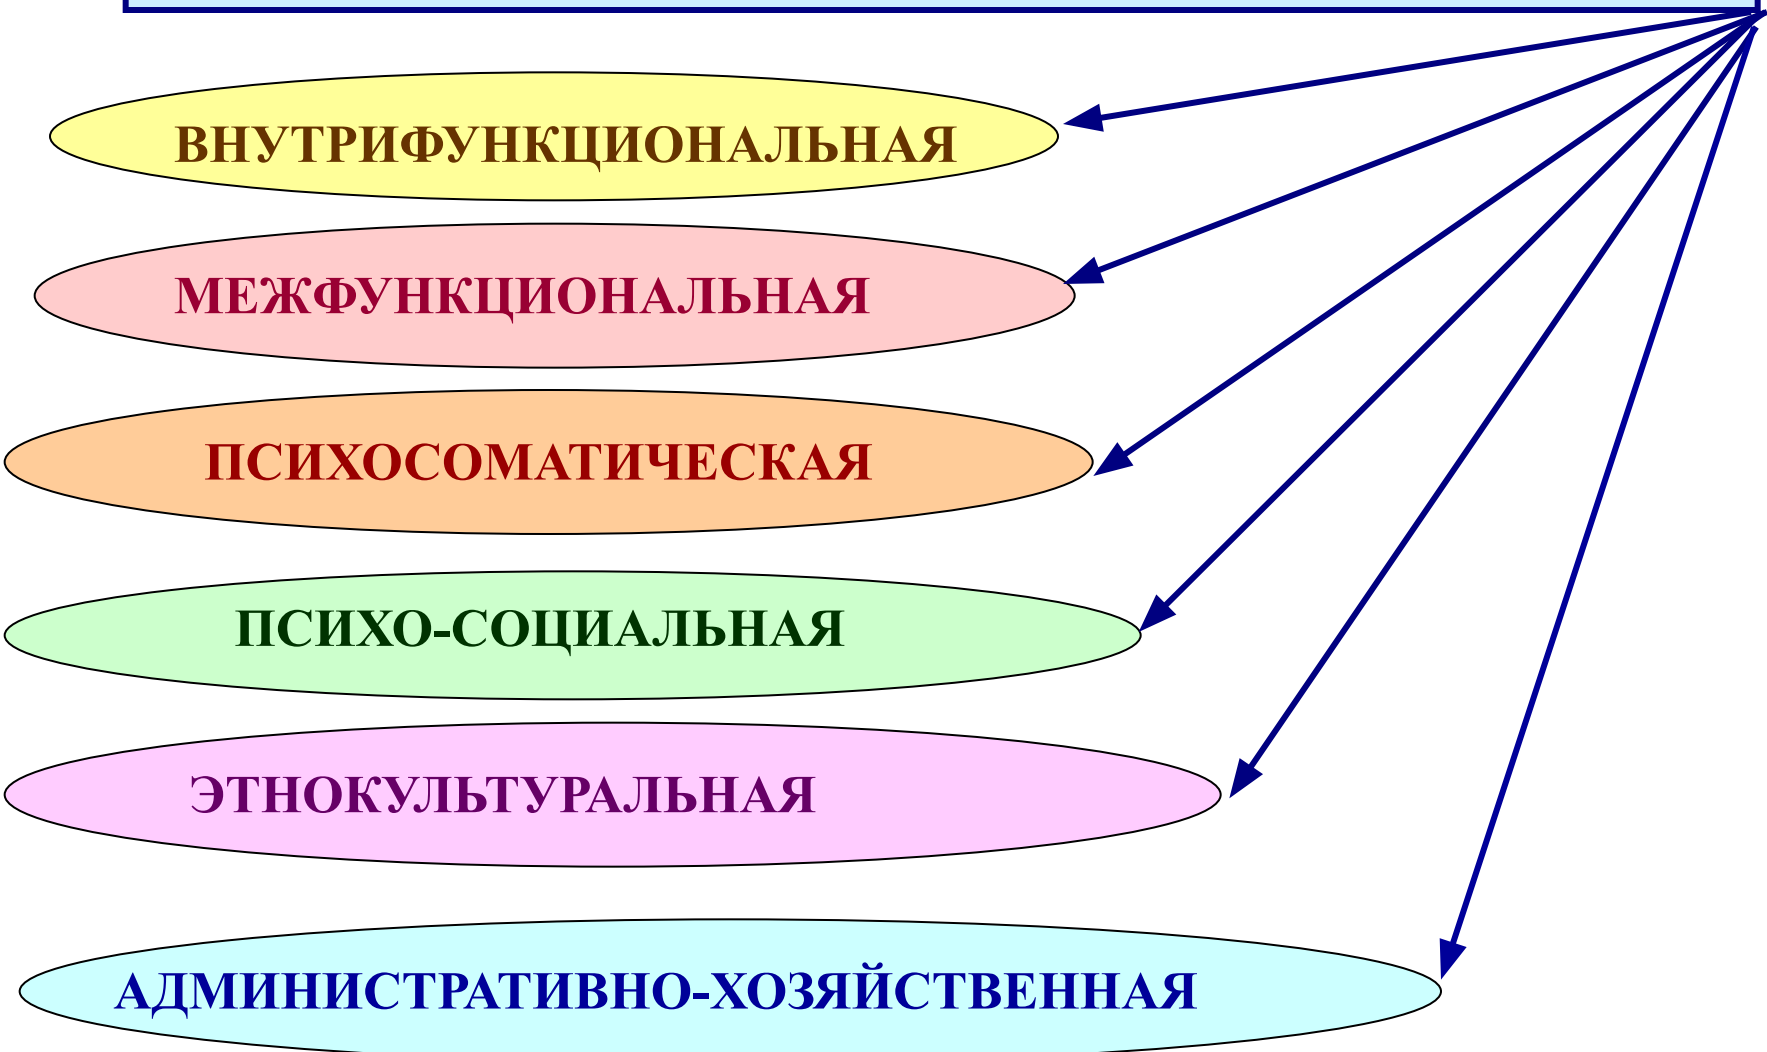 ВНУТРИФУНКЦИОНАЛЬНАЯ
МЕЖФУНКЦИОНАЛЬНАЯ
ПСИХОСОМАТИЧЕСКАЯ
ПСИХО-СОЦИАЛЬНАЯ
ЭТНОКУЛЬТУРАЛЬНАЯ
АДМИНИСТРАТИВНО-ХОЗЯЙСТВЕННАЯ